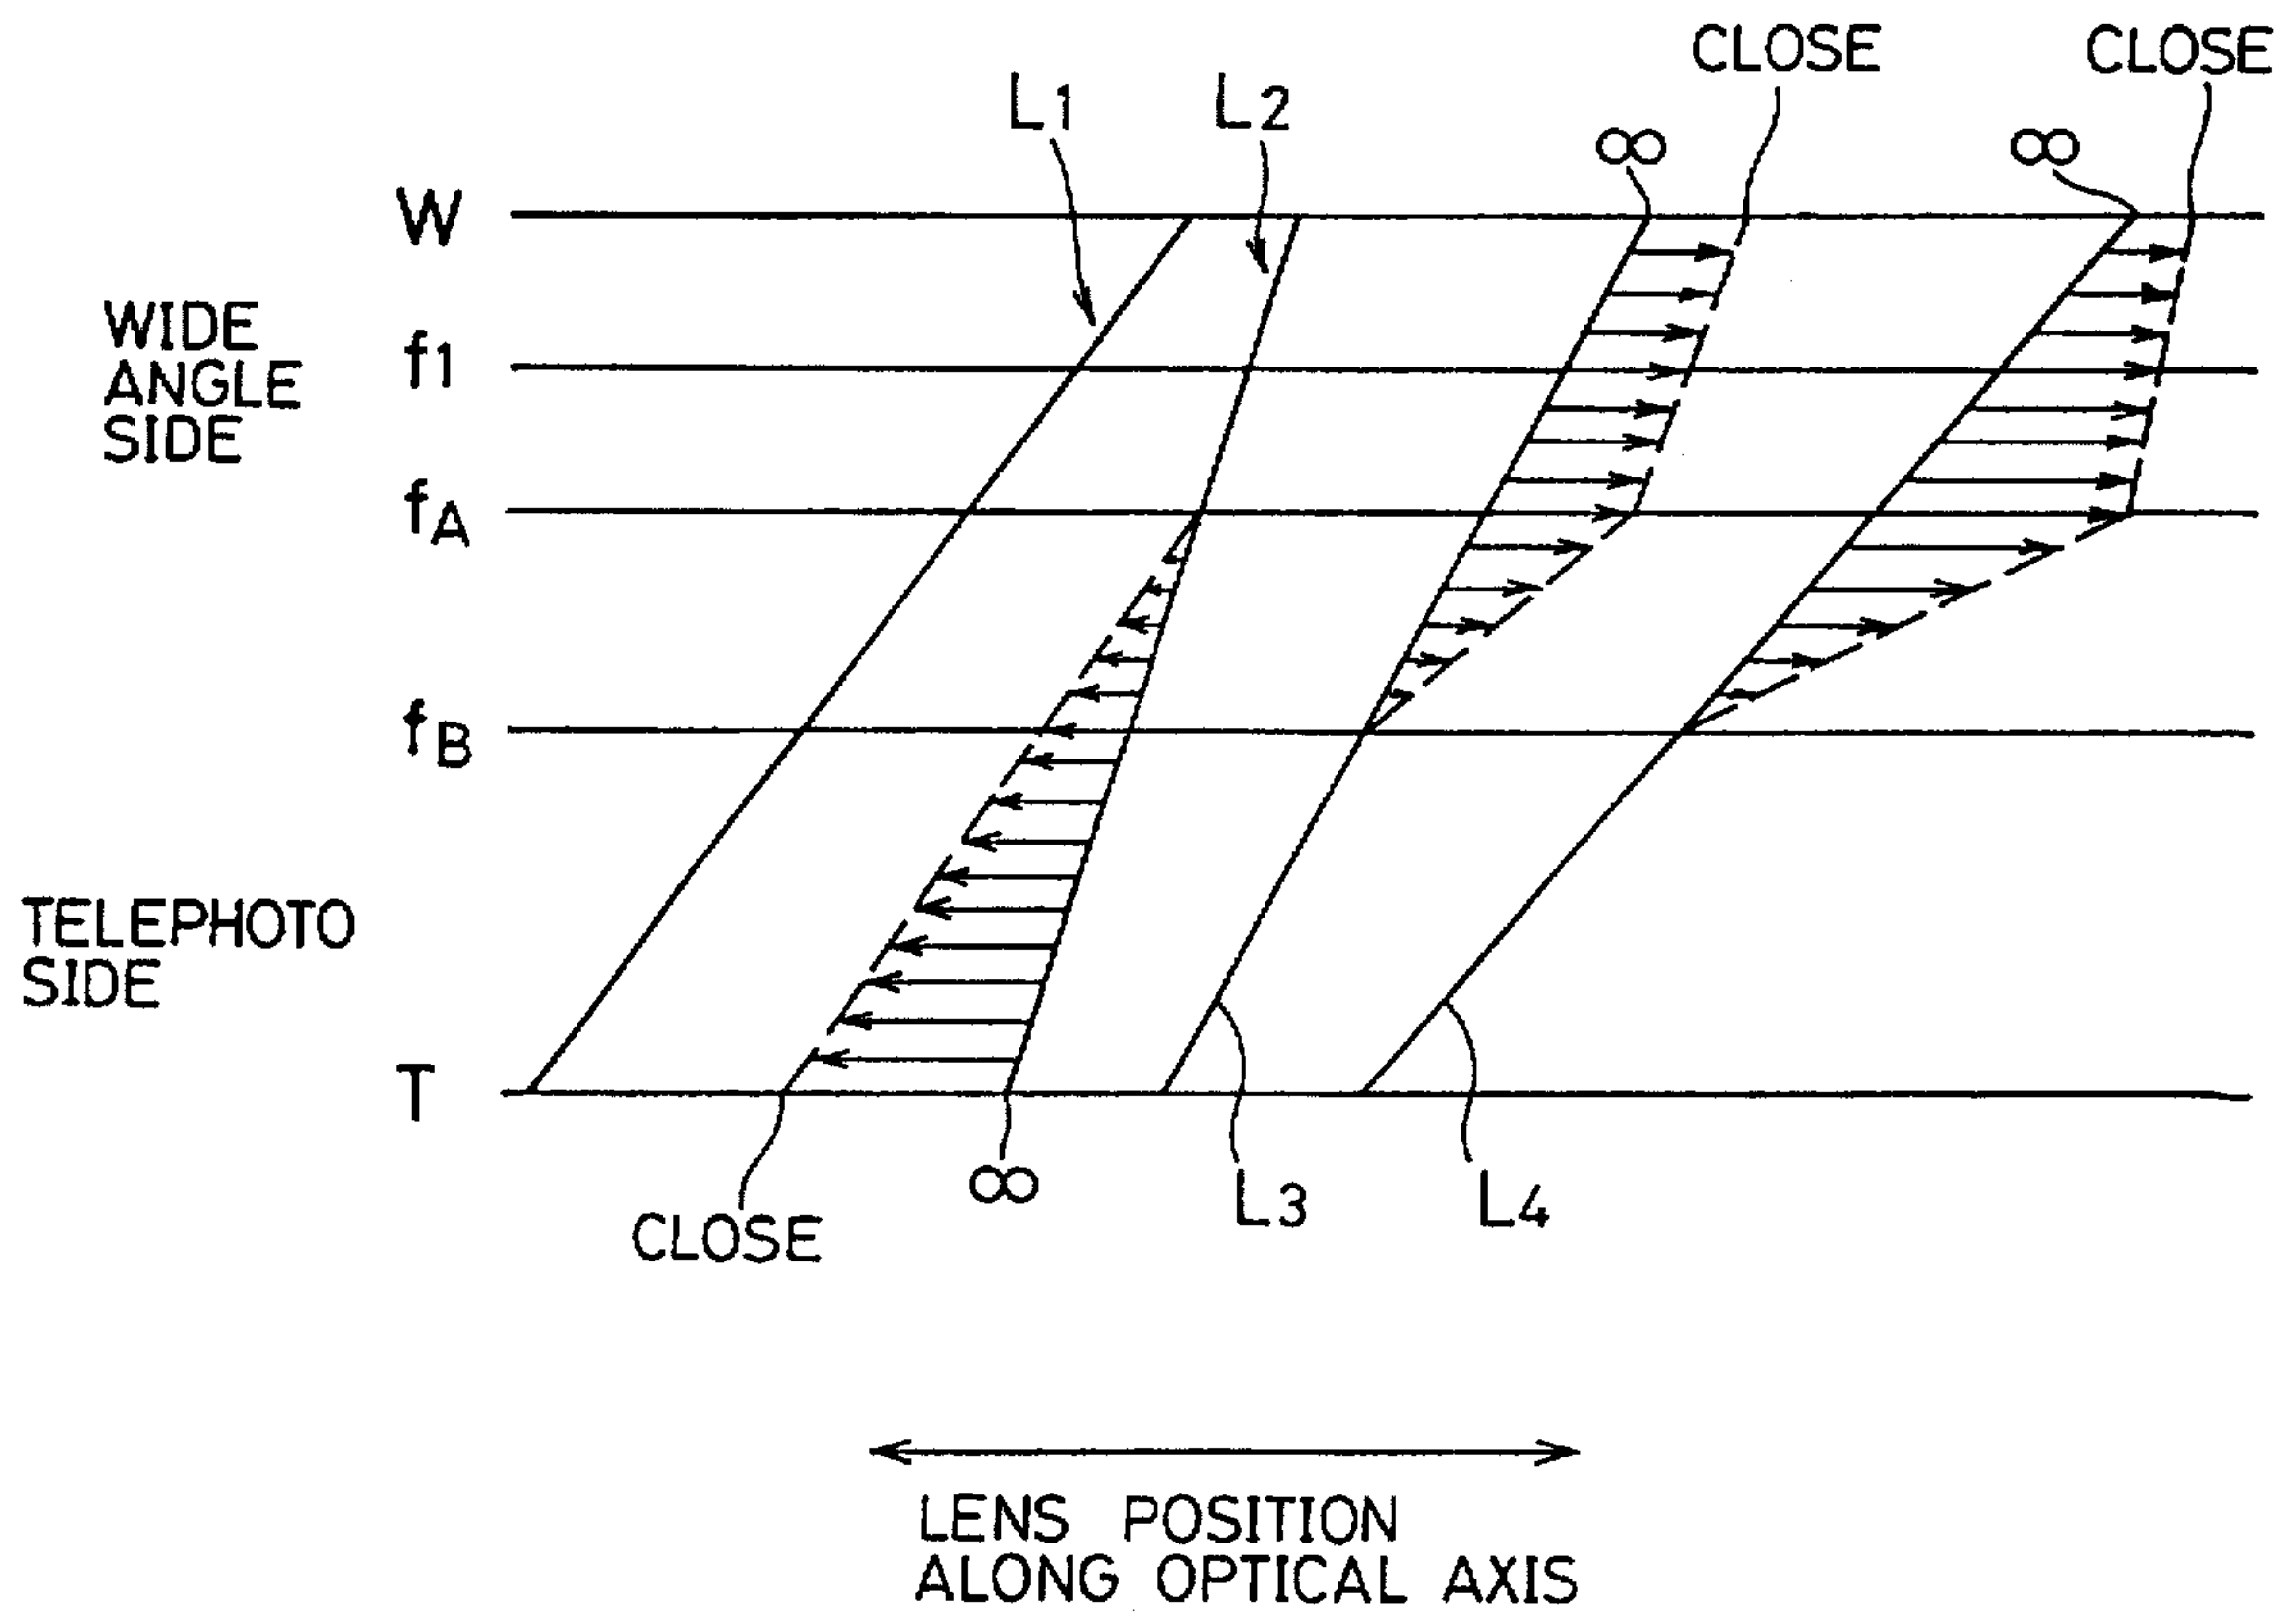 CLOSE
CLOSE
L1
L2
∞
∞
W
WIDE
ANGLE
SIDE
f1
fA
fB
TELEPHOTO
SIDE
T
CLOSE
∞
L3
L4
LENS POSITION
ALONG OPTICAL AXIS